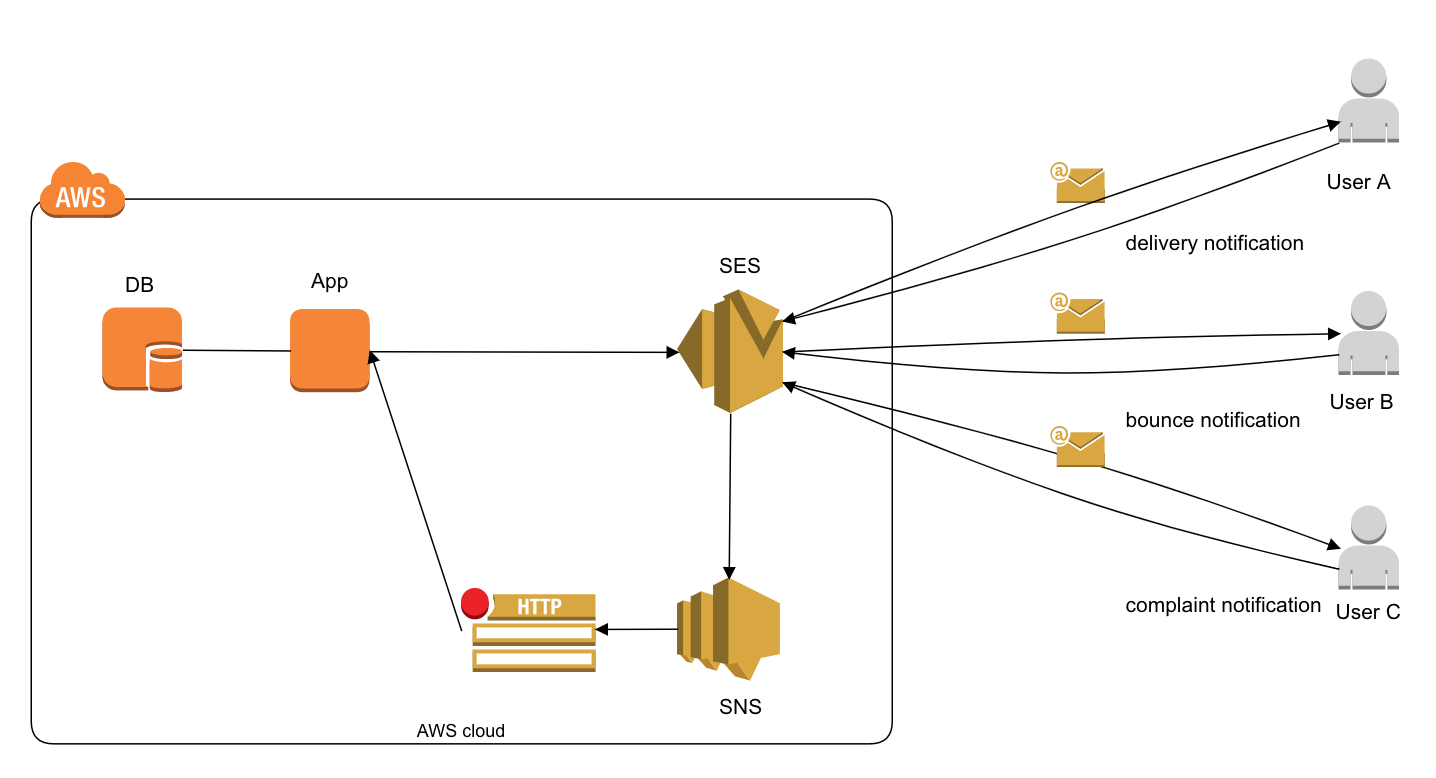 User A
AWS
delivery notification
DB
App
SES
@
@
User B
bounce notification
@
HTTP
complaint notification
User C
SNS
AWS cloud